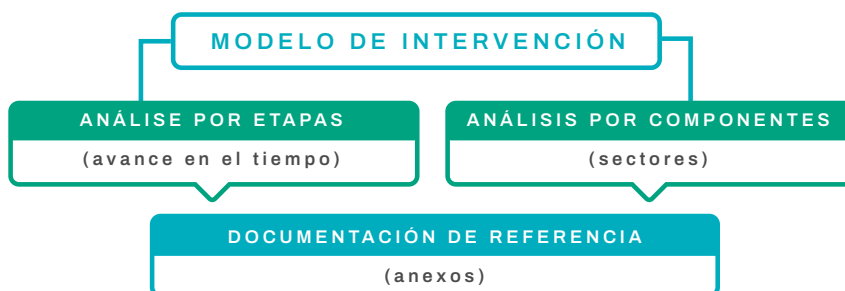 MODELO DE INTERVENCIÓN
ANÁLISE POR ETAPAS
(avance en el tiempo)
ANÁLISIS POR COMPONENTES
(sectores)
DOCUMENTACIÓN DE REFERENCIA
(anexos)